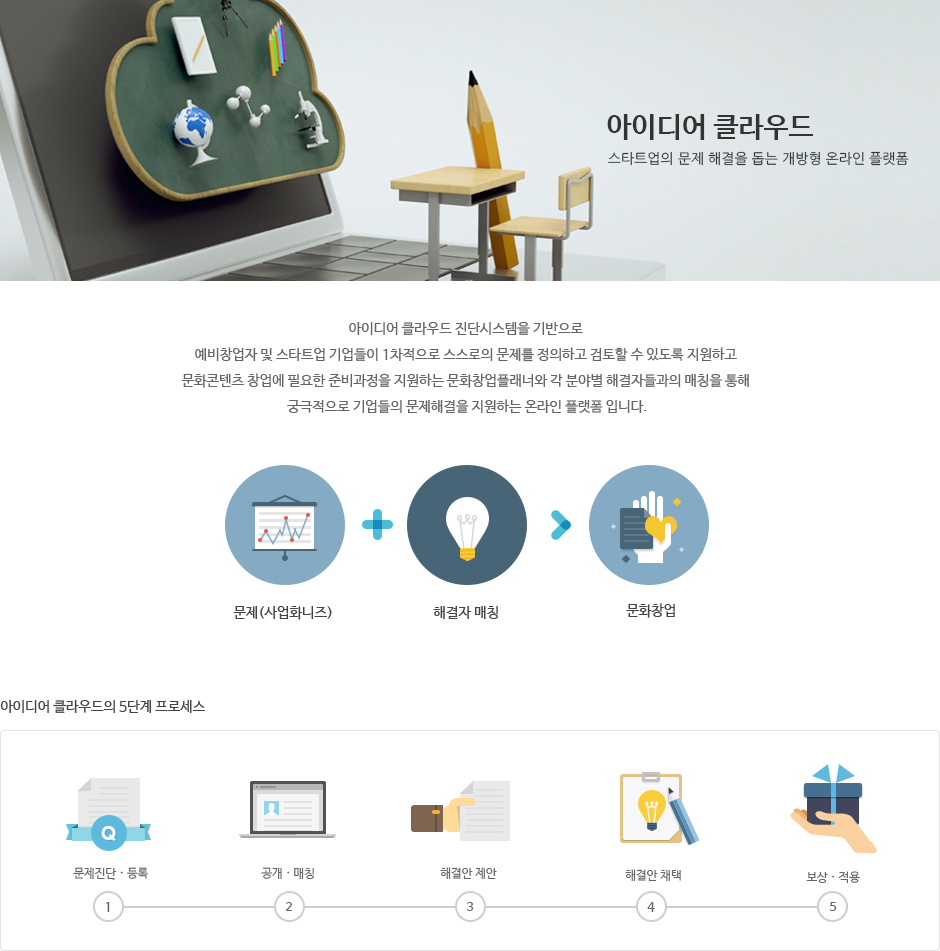 아이디어 클라우드
스타트업의 문제 해결을 돕는 개방형 온라인 플랫폼
아이디어 클라우드 진단시스템을 기반으로
예비창업자 및 스타트업 기업들이 1차적으로 스스로의 문제를 정의하고 검토할 수 있도록 지원하고
문화콘텐츠 창업에 필요한 준비과정을 지원하는 문화창업플래너와 각 분야별 해결자들과의 매칭을 통해
궁극적으로 기업들의 문제해결을 지원하는 온라인 플랫폼 입니다.
문제(사업화니즈)
해결자 매칭
문화창업
아이디어 클라우드의 5단계 프로세스
Q
문제진단 · 등록
공개 · 매칭
해결안 제안
해결안 채택
보상 · 적용
1
2
3
4
5